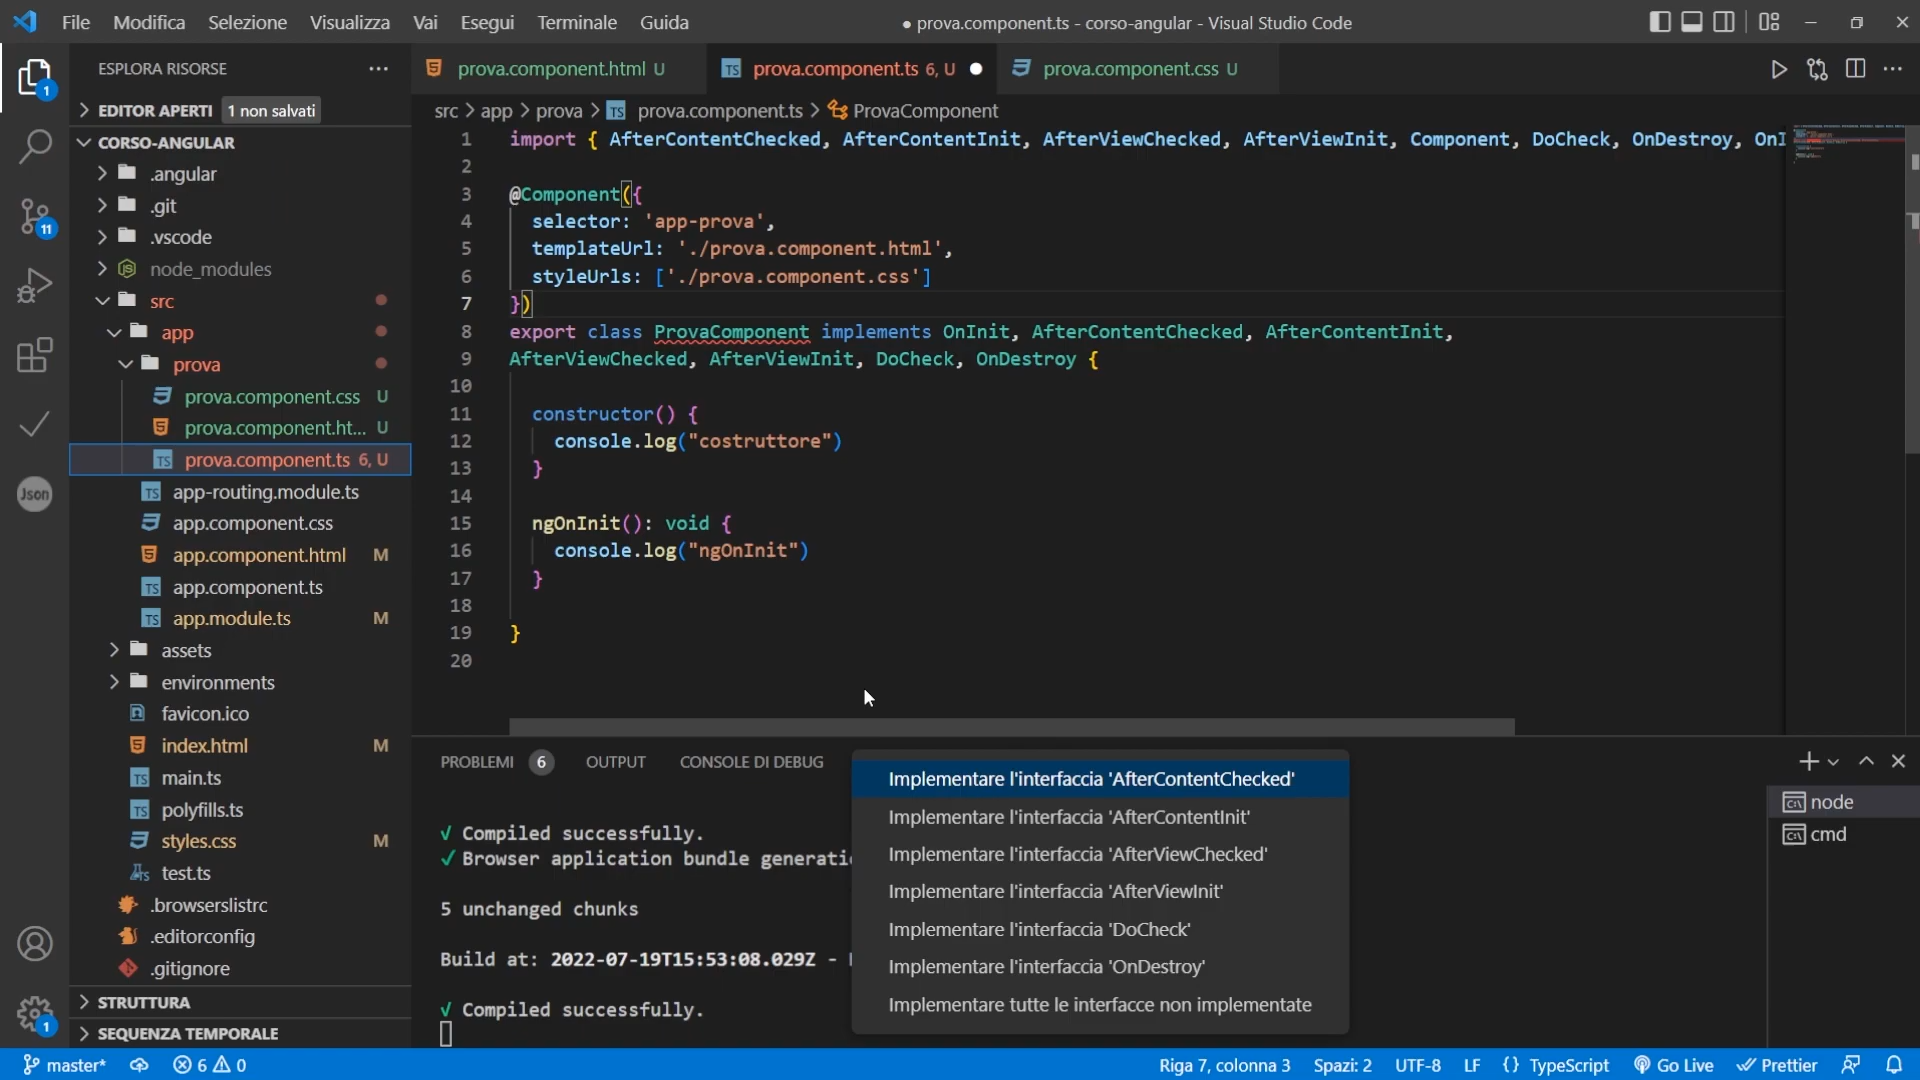 File Modifica Selezione Visualizza Vai Esegui Terminale Guida
● prova.component.ts - corso-angular - Visual Studio Code
ESPLORA RISORSE
EDITOR APERTI 1 non salvati
CORSO-ANGULAR
.angular
.git
.vscode
node_modules
src
app
prova
prova.component.css U
prova.component.ht... U
prova.component.ts 6, U
app-routing.module.ts
app.component.css
app.component.html M
app.component.ts
app.module.ts M
assets
environments
favicon.ico
index.html M
main.ts
polyfills.ts
styles.css M
test.ts
.browserslistrc
.editorconfig
.gitignore
STRUTTURA
SEQUENZA TEMPORALE
1
11
Json
1
prova.component.html U
TS prova.component.ts 6, U ●
prova.component.css U
src > app > prova > TS prova.component.ts > ProvaComponent
1 import { AfterContentChecked, AfterContentInit, AfterViewChecked, AfterViewInit, Component, DoCheck, OnDestroy, OnI
2
3 @Component({
4 selector: 'app-prova',
5 templateUrl: './prova.component.html',
6 styleUrls: ['./prova.component.css']
7 })
8 export class ProvaComponent implements OnInit, AfterContentChecked, AfterContentInit,
9 AfterViewChecked, AfterViewInit, DoCheck, OnDestroy {
10
11 constructor() {
12 console.log("costruttore")
13 }
14
15 ngOnInit(): void {
16 console.log("ngOnInit")
17 }
18
19 }
20
PROBLEMI 6 OUTPUT CONSOLE DI DEBUG
√ Compiled successfully.
✓ Browser application bundle generati
5 unchanged chunks
Build at: 2022-07-19T15:53:08.029Z -
√ Compiled successfully.
Implementare l'interfaccia 'AfterContentChecked'
Implementare l'interfaccia 'AfterContentInit'
Implementare l'interfaccia 'AfterViewChecked'
Implementare l'interfaccia 'AfterViewInit'
Implementare l'interfaccia 'DoCheck'
Implementare l'interfaccia 'OnDestroy'
Implementare tutte le interfacce non implementate
node
cmd
master* 6 0
Riga 7, colonna 3 Spazi: 2 UTF-8 LF {} TypeScript Go Live Prettier